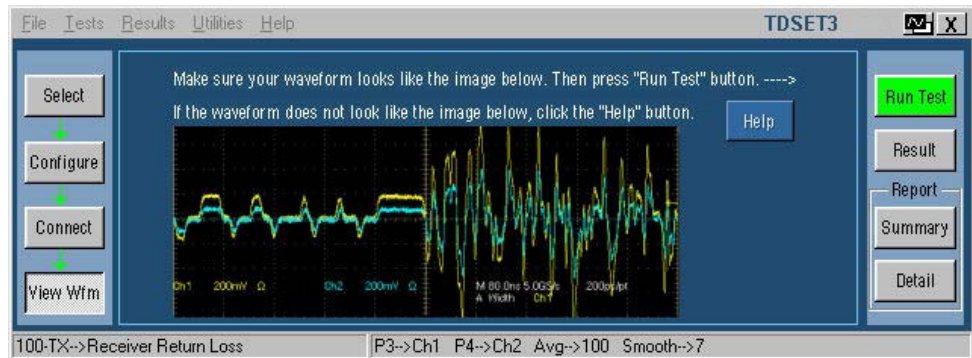 File Tests Results Utilities Help TDSET3 X
Make sure your waveform looks like the image below. Then press "Run Test" button. ---->
If the waveform does not look like the image below, click the "Help" button.
Help
Select
Configure
Connect
View Wfm
Run Test
Result
Report
Summary
Detail
Ch1 200mV Ω Ch2 200mV Ω M 80.0ns 5.0GS/s 200ps/pt
A Width Ch1
100-TX-->Receiver Return Loss P3-->Ch1 P4-->Ch2 Avg-->100 Smooth-->7